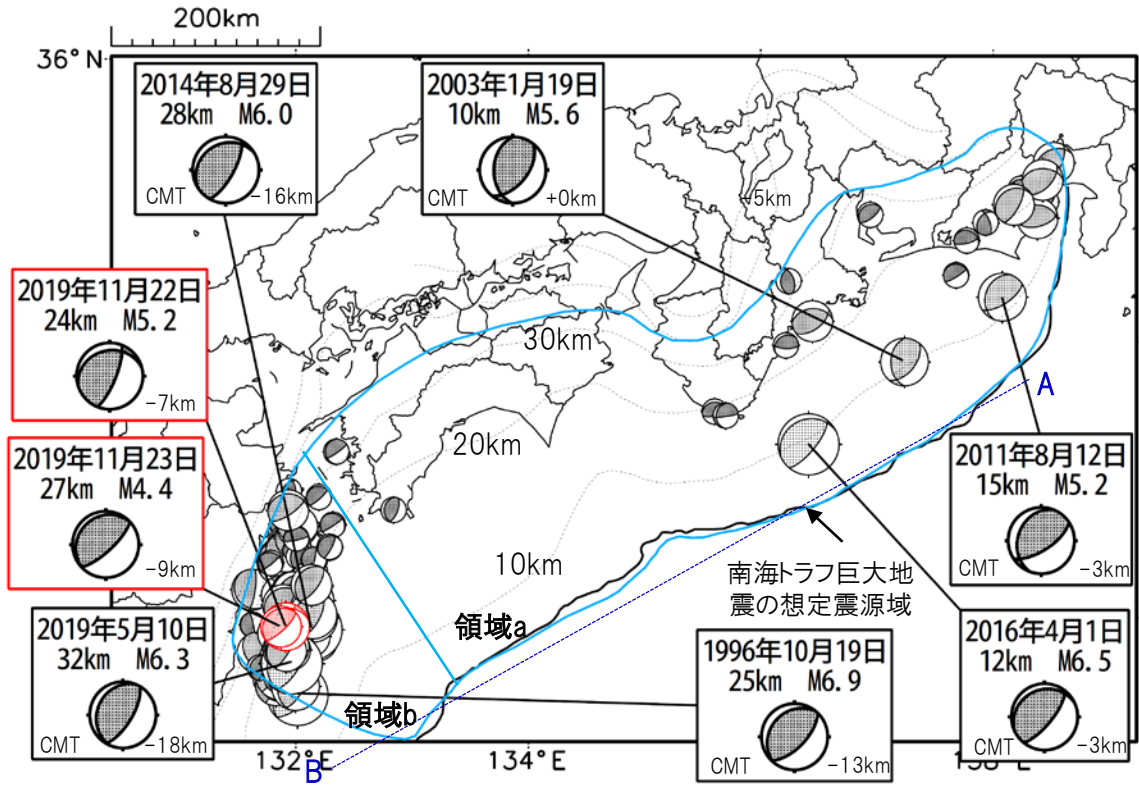 200km
36°N
2014年8月29日
28km M6.0
CMT
-16km
2003年1月19日
10km M5.6
CMT
+0km
-5km
2019年11月22日
24km M5.2
-7km
30km
A
20km
2019年11月23日
27km M4.4
-9km
2011年8月12日
15km M5.2
CMT
-3km
10km
南海トラフ巨大地
震の想定震源域
領域a
2019年5月10日
32km M6.3
CMT
-18km
領域b
1996年10月19日
25km M6.9
CMT
-13km
2016年4月1日
12km M6.5
CMT
-3km
132°E
B
134°E